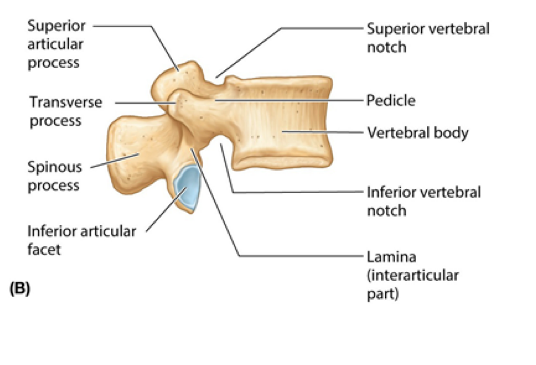 Superior
articular
process
Transverse
process
Spinous
process
Inferior articular
facet
(B)
Superior vertebral
notch
Pedicle
Vertebral body
Inferior vertebral
notch
Lamina
(interarticular
part)